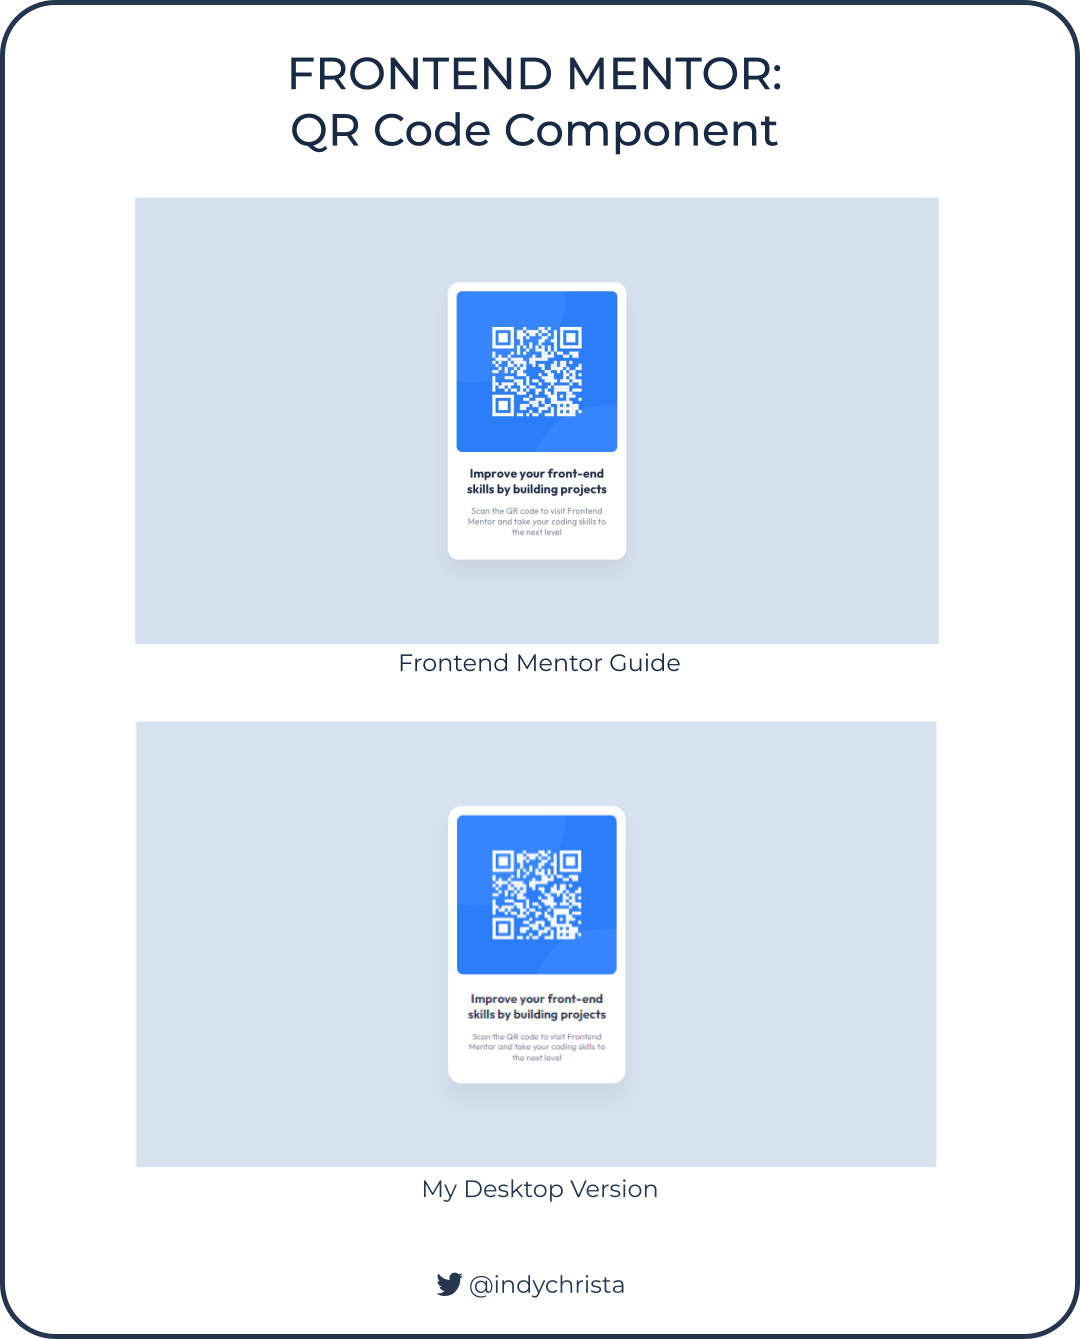 FRONTEND MENTOR:
QR Code Component
Improve your front-end
skills by building projects
Scan the QR code to visit Frontend
Mentor and take your coding skills to
the next level
Frontend Mentor Guide
Improve your front-end
skills by building projects
Scan the QR code to visit Frontend
Mentor and take your coding skills to
the next level
My Desktop Version
@indychrista